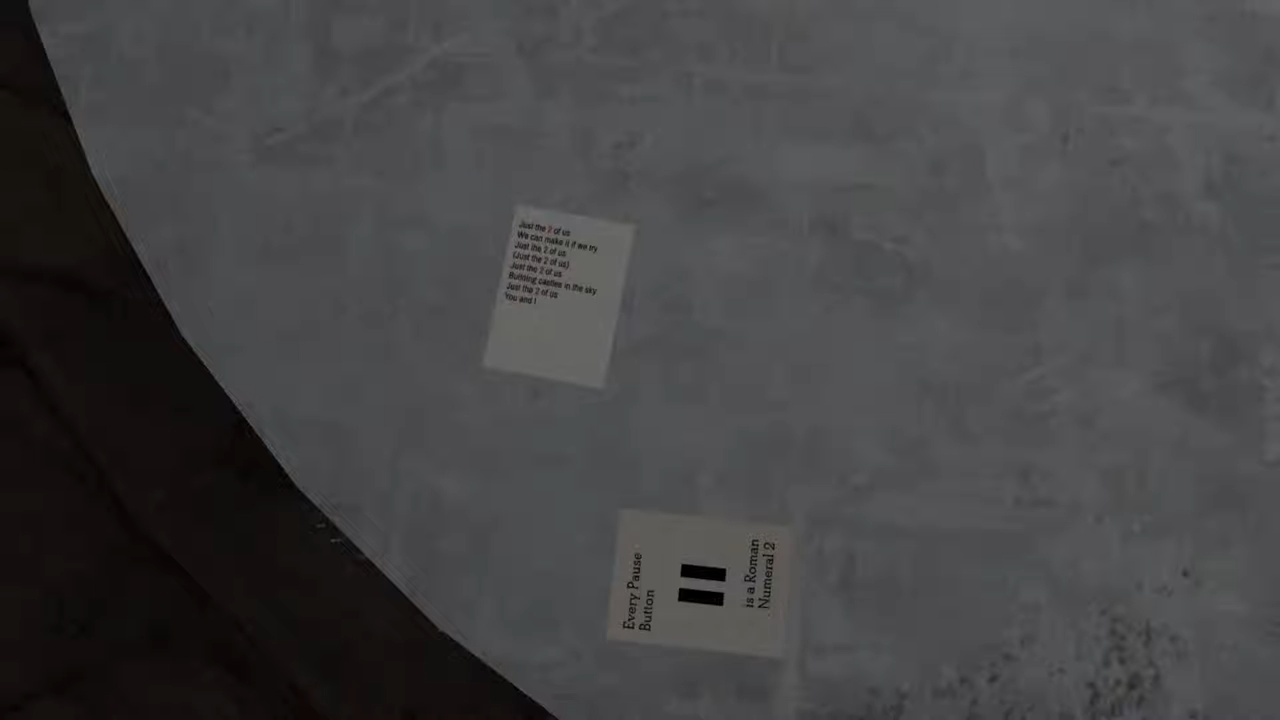 Just the 2 of us
We can make it if we try
Just the 2 of us
(Just the 2 of us)
Just the 2 of us
Building castles in the sky
Just the 2 of us
You and I
Every Pause
Button
is a Roman
Numeral 2